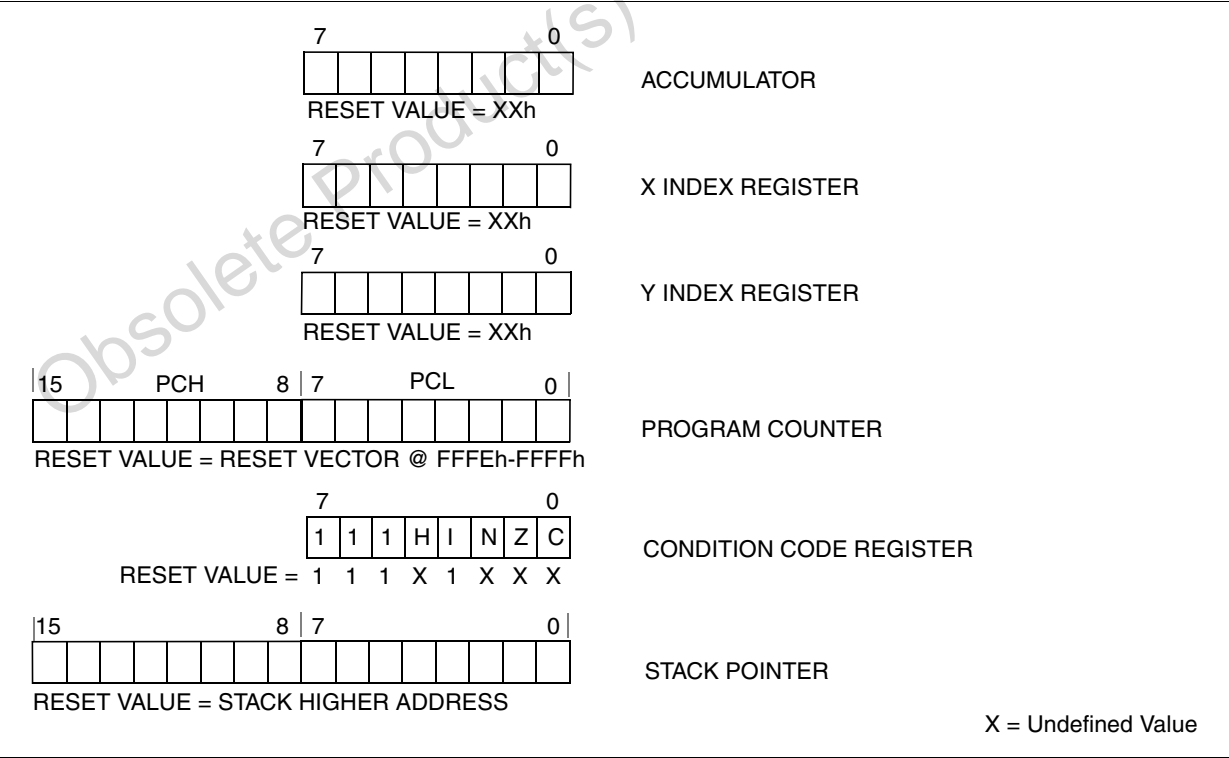 7 0
ACCUMULATOR
RESET VALUE = XXh
7 0
X INDEX REGISTER
RESET VALUE = XXh
7 0
Y INDEX REGISTER
RESET VALUE = XXh
15 PCH 8 7 PCL 0
PROGRAM COUNTER
RESET VALUE = RESET VECTOR @ FFFEh-FFFFh
7 0
1 1 1 H I N Z C
CONDITION CODE REGISTER
RESET VALUE = 1 1 1 X 1 X X X
15 8 7 0
STACK POINTER
RESET VALUE = STACK HIGHER ADDRESS
X = Undefined Value
Obsolete Product(s)